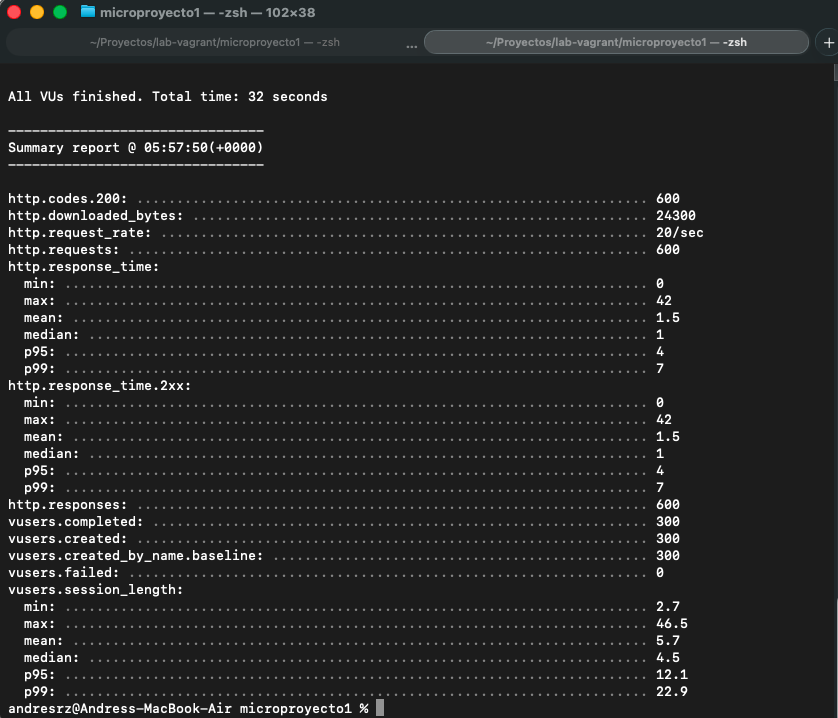 microproyecto1 — -zsh — 102×38
~/Proyectos/lab-vagrant/microproyecto1 — -zsh ... ~/Proyectos/lab-vagrant/microproyecto1 — -zsh +
All VUs finished. Total time: 32 seconds
--------------------------------
Summary report @ 05:57:50(+0000)
--------------------------------
http.codes.200: ................................................................ 600
http.downloaded_bytes: ......................................................... 24300
http.request_rate: ............................................................. 20/sec
http.requests: ................................................................. 600
http.response_time:
  min: ......................................................................... 0
  max: ......................................................................... 42
  mean: ........................................................................ 1.5
  median: ...................................................................... 1
  p95: ......................................................................... 4
  p99: ......................................................................... 7
http.response_time.2xx:
  min: ......................................................................... 0
  max: ......................................................................... 42
  mean: ........................................................................ 1.5
  median: ...................................................................... 1
  p95: ......................................................................... 4
  p99: ......................................................................... 7
http.responses: ................................................................ 600
vusers.completed: .............................................................. 300
vusers.created: ................................................................ 300
vusers.created_by_name.baseline: ............................................... 300
vusers.failed: ................................................................. 0
vusers.session_length:
  min: ......................................................................... 2.7
  max: ......................................................................... 46.5
  mean: ........................................................................ 5.7
  median: ...................................................................... 4.5
  p95: ......................................................................... 12.1
  p99: ......................................................................... 22.9
andresrz@Andress-MacBook-Air microproyecto1 %